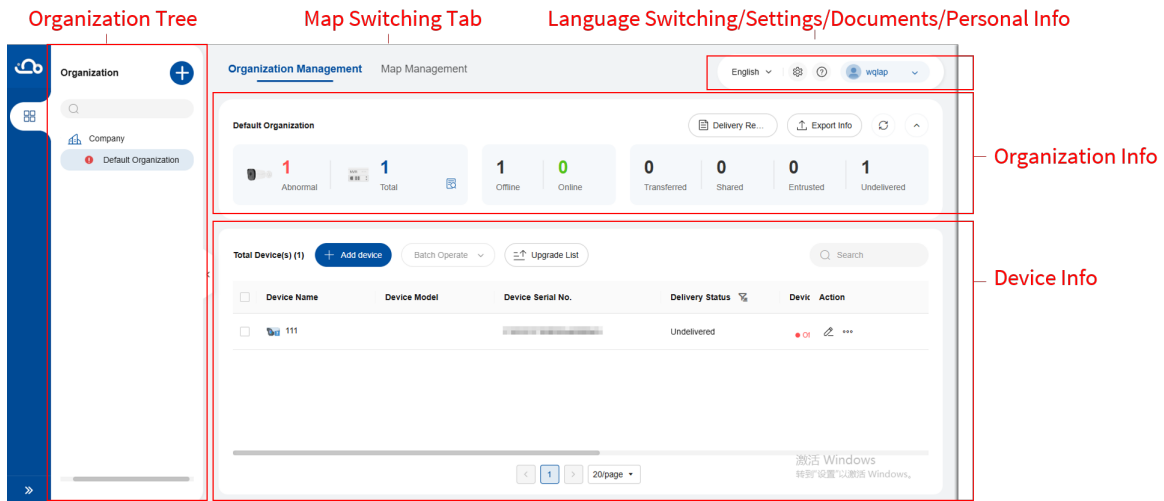 Organization Tree
Map Switching Tab
Language Switching/Settings/Documents/Personal Info
Organization
Organization Management
Map Management
English
wqlap
Company
Default Organization
Default Organization
Delivery Re...
Export Info
1
Abnormal
1
Total
1
Offline
0
Online
0
Transferred
0
Shared
0
Entrusted
1
Undelivered
Organization Info
Total Device(s) (1)
Add device
Batch Operate
Upgrade List
Search
Device Name
Device Model
Device Serial No.
Delivery Status
Devic
Action
111
Undelivered
Device Info
1
20/page
激活 Windows
转到"设置"以激活 Windows。